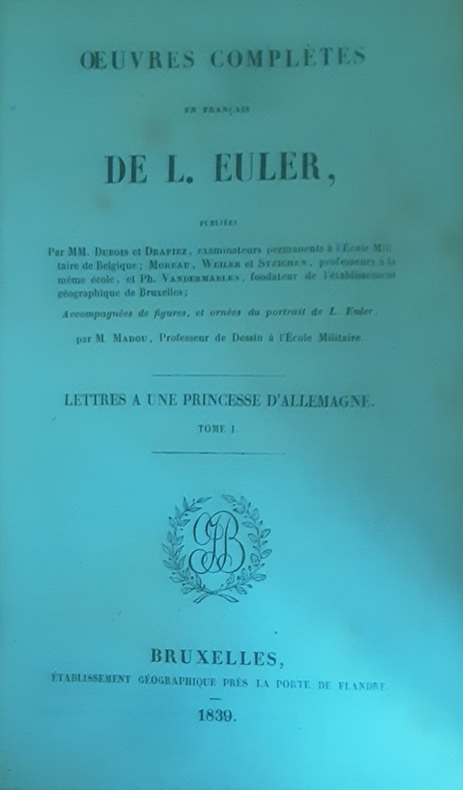 ŒUVRES COMPLÈTES
EN FRANÇAIS
DE L. EULER,
PUBLIÉES
Par MM. DUBOIS et DRAPIEZ, examinateurs permanents à l'École Mili-
taire de Belgique; MOREAU, WEILER et STEICHEN, professeurs à la
même école, et Ph. VANDERMAELEN, fondateur de l'établissement
géographique de Bruxelles;
Accompagnées de figures, et ornées du portrait de L. Euler,
par M. MADOU, Professeur de Dessin à l'École Militaire.
LETTRES A UNE PRINCESSE D'ALLEMAGNE.
TOME I.
BRUXELLES,
ÉTABLISSEMENT GÉOGRAPHIQUE PRÈS LA PORTE DE FLANDRE.
1839.